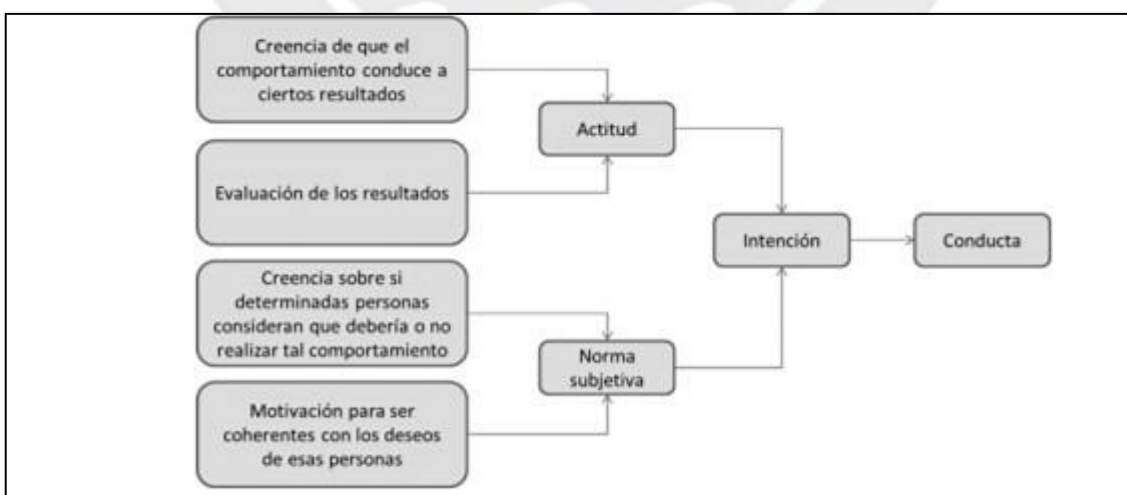 Creencia de que el
comportamiento conduce a
ciertos resultados
Actitud
Evaluación de los resultados
Intención
Conducta
Creencia sobre si
determinadas personas
consideran que debería o no
realizar tal comportamiento
Norma
subjetiva
Motivación para ser
coherentes con los deseos
de esas personas